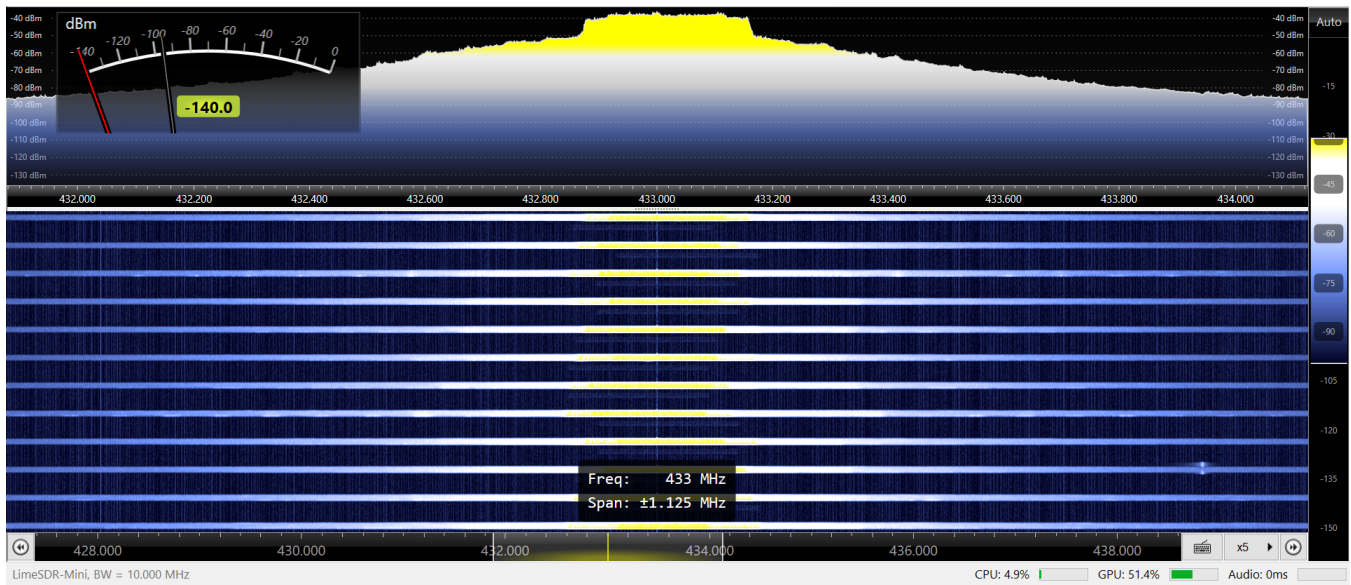 dBm
-140 -120 -100 -80 -60 -40 -20 0
-140.0
-40 dBm -40 dBm
-50 dBm -50 dBm
-60 dBm -60 dBm
-70 dBm -70 dBm
-80 dBm -80 dBm
-90 dBm -90 dBm
-100 dBm -100 dBm
-110 dBm -110 dBm
-120 dBm -120 dBm
-130 dBm -130 dBm
Auto
-15
-30
-45
-60
-75
-90
-105
-120
-135
-150
432.000 432.200 432.400 432.600 432.800 433.000 433.200 433.400 433.600 433.800 434.000
Freq: 433 MHz
Span: ±1.125 MHz
428.000 430.000 432.000 434.000 436.000 438.000 x5
LimeSDR-Mini, BW = 10.000 MHz CPU: 4.9% GPU: 51.4% Audio: 0ms